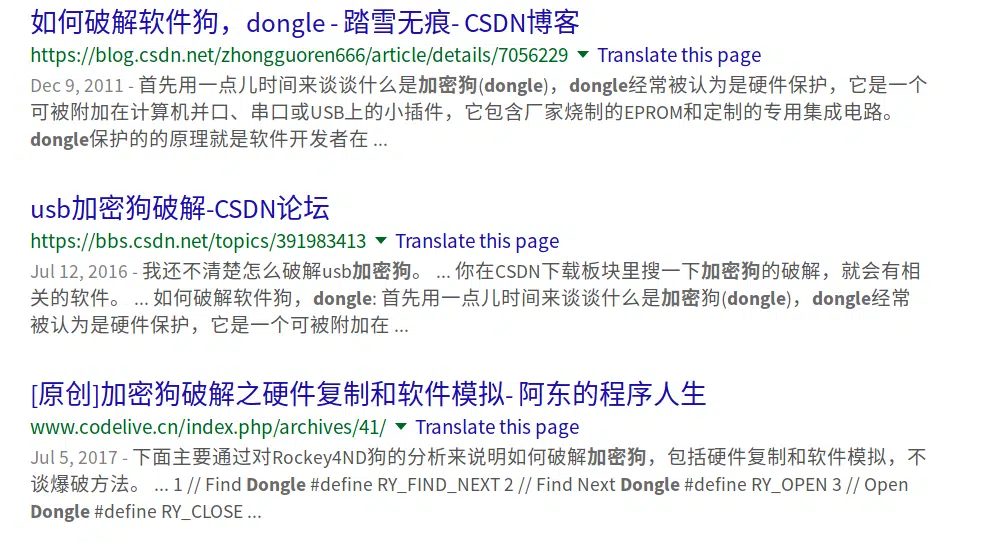 如何破解软件狗，dongle - 踏雪无痕- CSDN博客
https://blog.csdn.net/zhongguoren666/article/details/7056229 Translate this page
Dec 9, 2011 - 首先用一点儿时间来谈谈什么是加密狗(dongle)，dongle经常被认为是硬件保护，它是一个
可被附加在计算机并口、串口或USB上的小插件，它包含厂家烧制的EPROM和定制的专用集成电路。
dongle保护的的原理就是软件开发者在 ...
usb加密狗破解-CSDN论坛
https://bbs.csdn.net/topics/391983413 Translate this page
Jul 12, 2016 - 我还不清楚怎么破解usb加密狗。 ... 你在CSDN下载板块里搜一下加密狗的破解，就会有相
关的软件。 ... 如何破解软件狗，dongle: 首先用一点儿时间来谈谈什么是加密狗(dongle)，dongle经常
被认为是硬件保护，它是一个可被附加在 ...
[原创]加密狗破解之硬件复制和软件模拟- 阿东的程序人生
www.codelive.cn/index.php/archives/41/ Translate this page
Jul 5, 2017 - 下面主要通过对Rockey4ND狗的分析来说明如何破解加密狗，包括硬件复制和软件模拟，不
谈爆破方法。 ... 1 // Find Dongle #define RY_FIND_NEXT 2 // Find Next Dongle #define RY_OPEN 3 // Open
Dongle #define RY_CLOSE ...